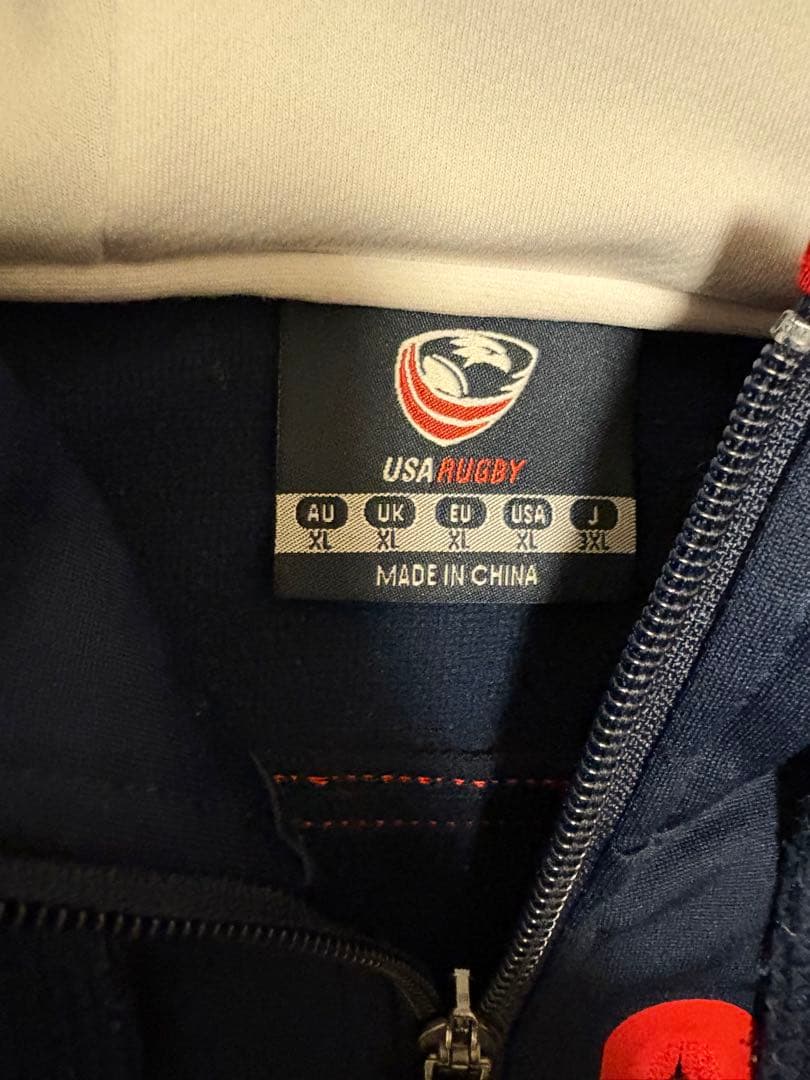 USA RUGBY
AU UK EU USA J
XL XL XL XL 3XL
MADE IN CHINA